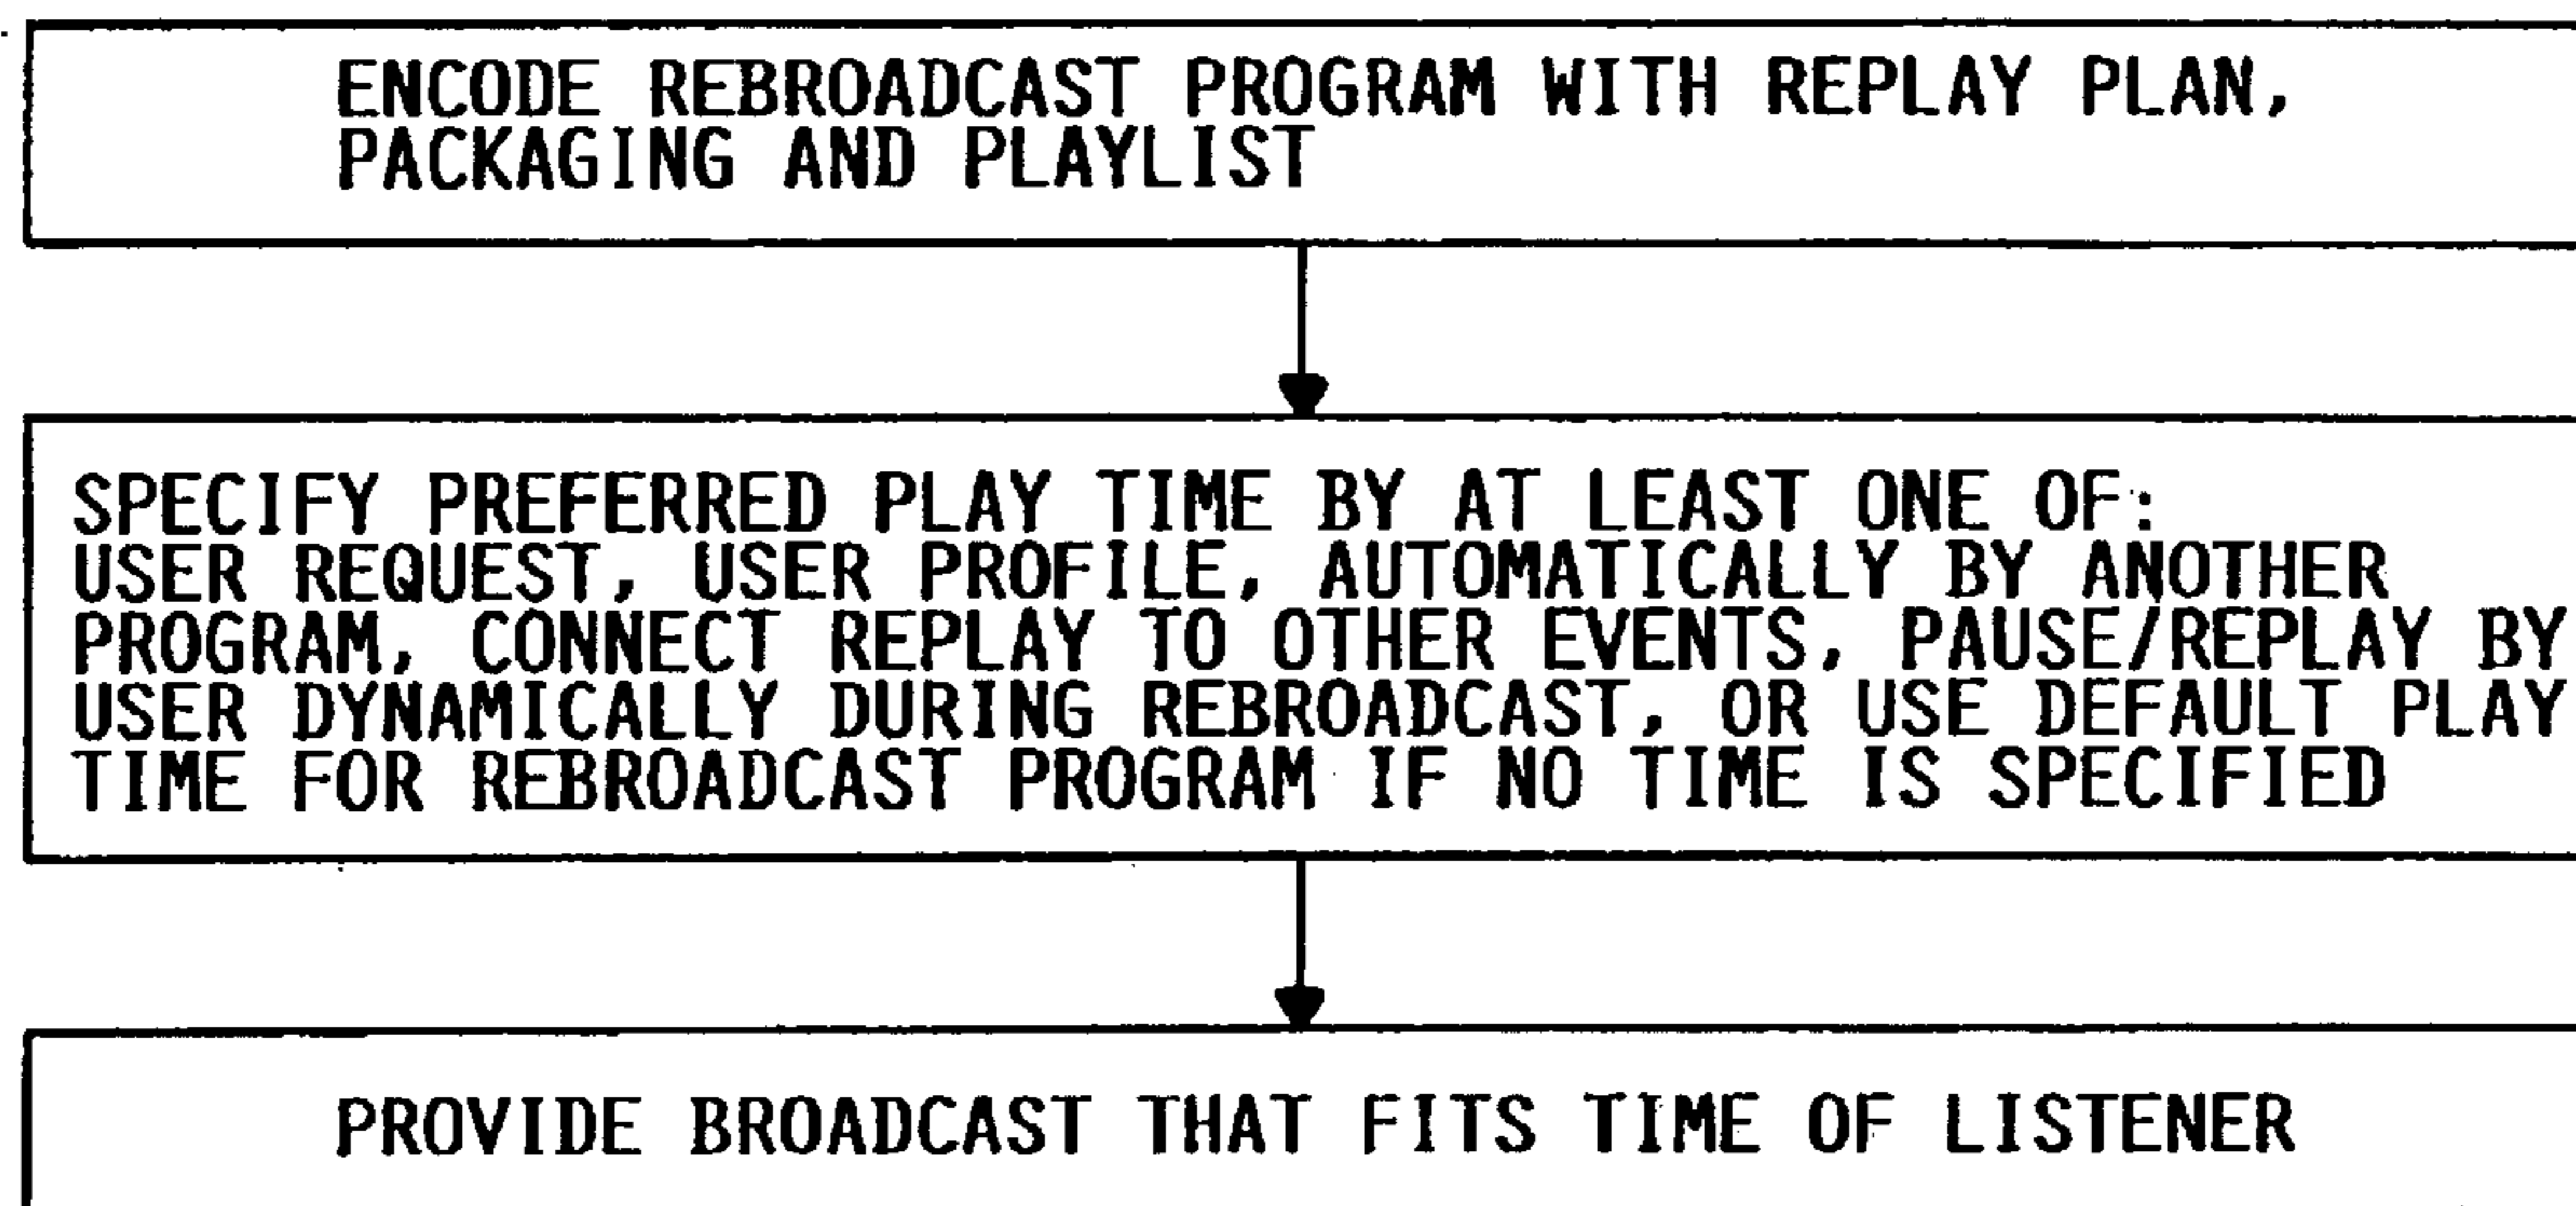 ENCODE REBROADCAST PROGRAM WITH REPLAY PLAN,
PACKAGING AND PLAYLIST
SPECIFY PREFERRED PLAY TIME BY AT LEAST ONE OF:
USER REQUEST, USER PROFILE, AUTOMATICALLY BY ANOTHER
PROGRAM, CONNECT REPLAY TO OTHER EVENTS, PAUSE/REPLAY BY
USER DYNAMICALLY DURING REBROADCAST, OR USE DEFAULT PLAY
TIME FOR REBROADCAST PROGRAM IF NO TIME IS SPECIFIED
PROVIDE BROADCAST THAT FITS TIME OF LISTENER